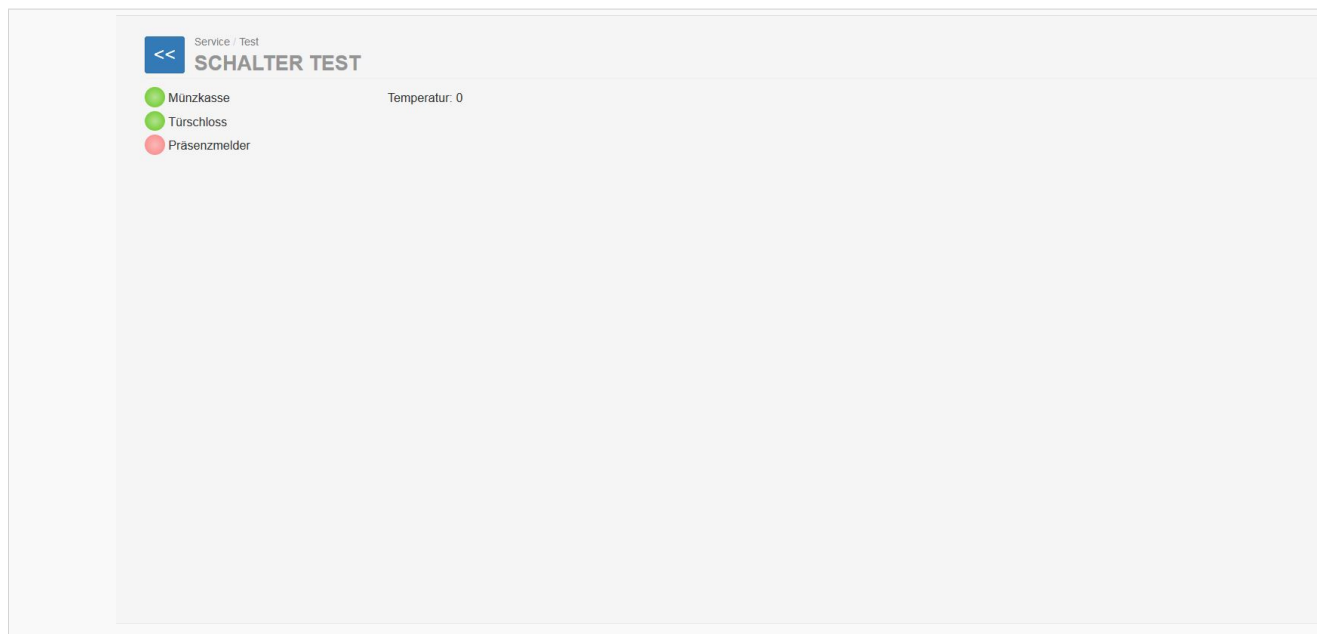 <<
Service / Test
SCHALTER TEST
Münzkasse
Temperatur: 0
Türschloss
Präsenzmelder